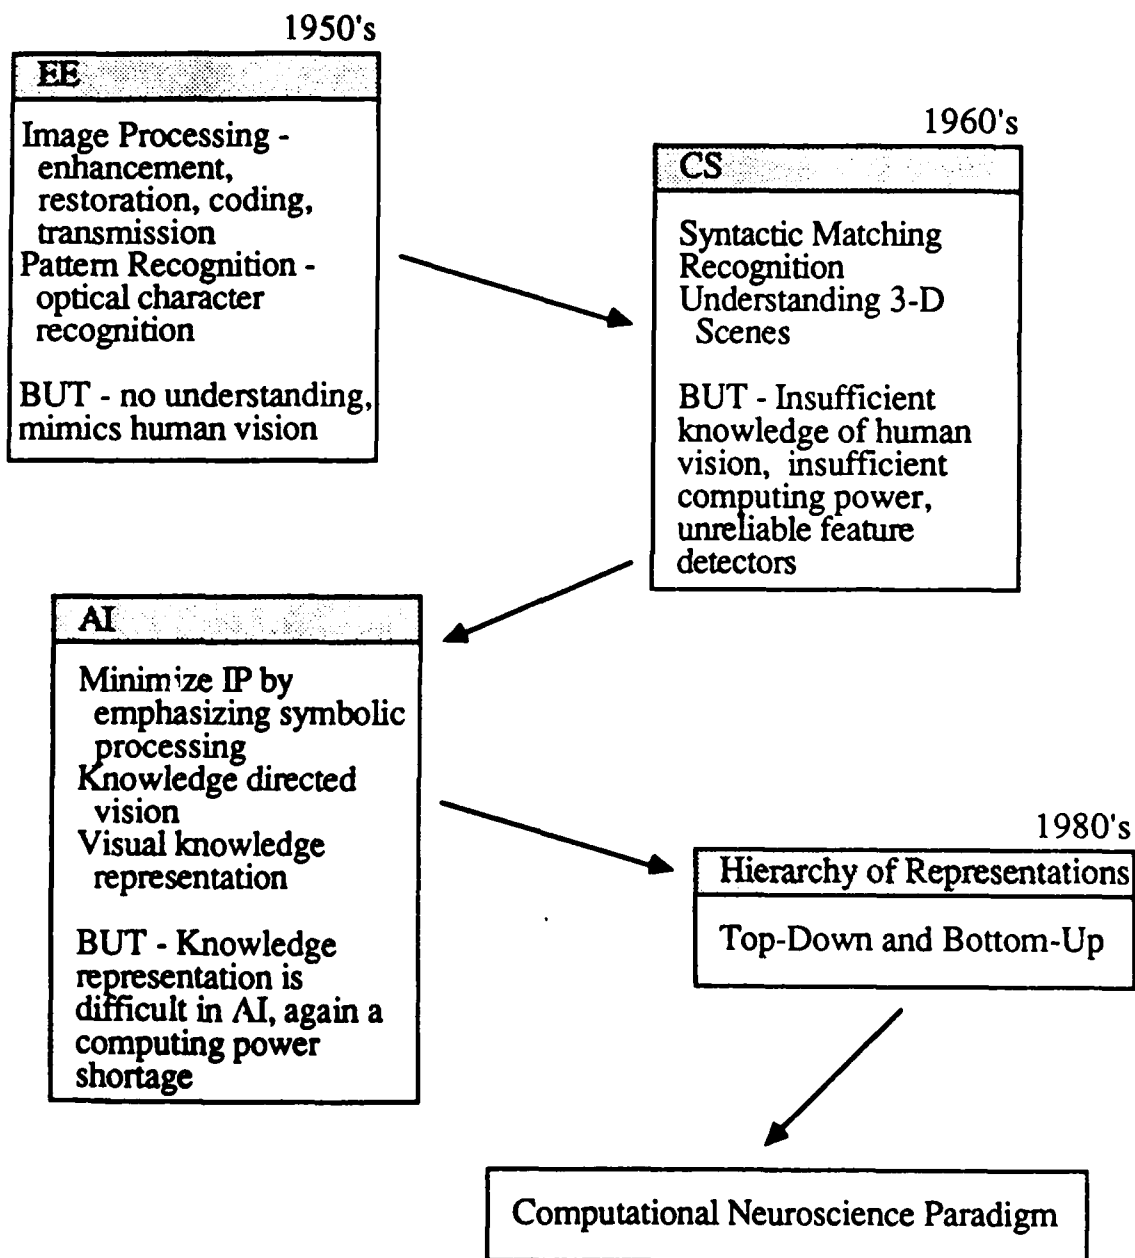 1950's
EE
Image Processing -
enhancement,
restoration, coding,
transmission
Pattern Recognition -
optical character
recognition
BUT - no understanding,
mimics human vision
1960's
CS
Syntactic Matching
Recognition
Understanding 3-D
Scenes
BUT - Insufficient
knowledge of human
vision, insufficient
computing power,
unreliable feature
detectors
AI
Minimize IP by
emphasizing symbolic
processing
Knowledge directed
vision
Visual knowledge
representation
BUT - Knowledge
representation is
difficult in AI, again a
computing power
shortage
1980's
Hierarchy of Representations
Top-Down and Bottom-Up
Computational Neuroscience Paradigm